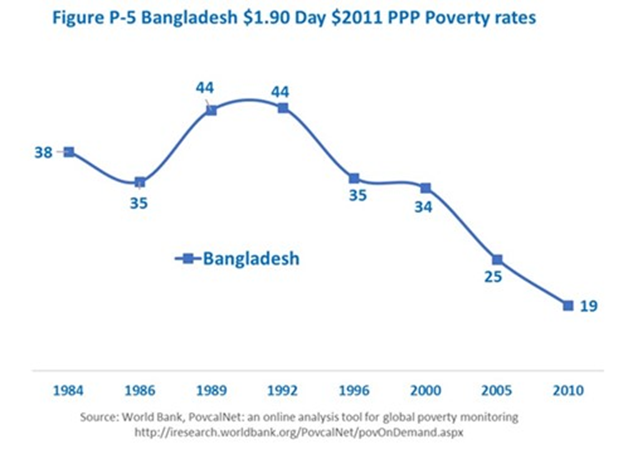 Figure P-5 Bangladesh $1.90 Day $2011 PPP Poverty rates
44
44
38
35
35
34
Bangladesh
25
19
1984 1986 1989 1992 1996 2000 2005 2010
Source: World Bank, PovcalNet: an online analysis tool for global poverty monitoring
http://iresearch.worldbank.org/PovcalNet/povOnDemand.aspx